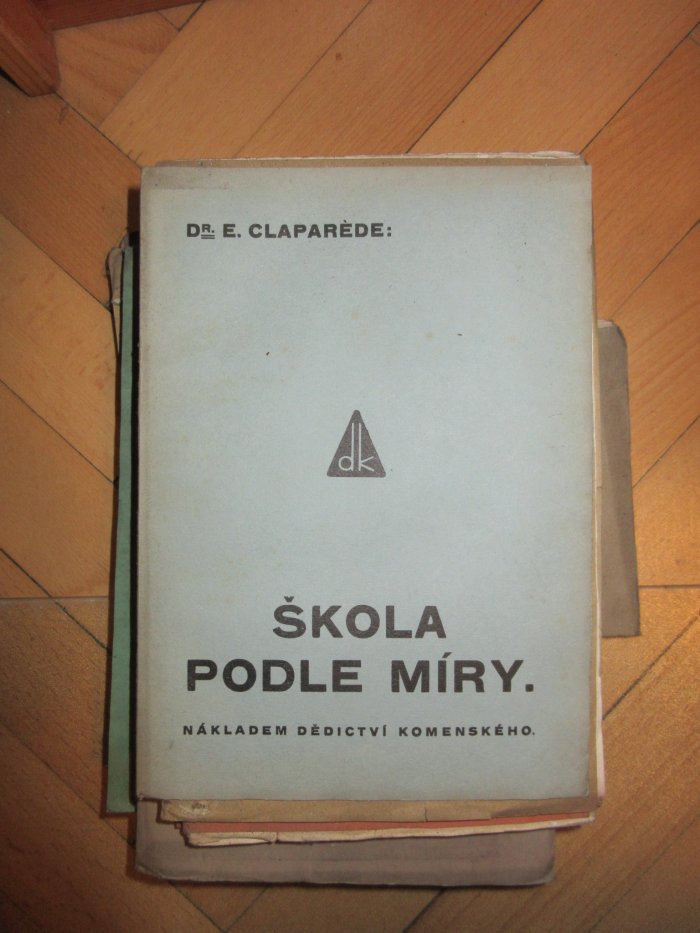 DR. E. CLAPARÈDE:
dk
ŠKOLA
PODLE MÍRY.
NÁKLADEM DĚDICTVÍ KOMENSKÉHO.